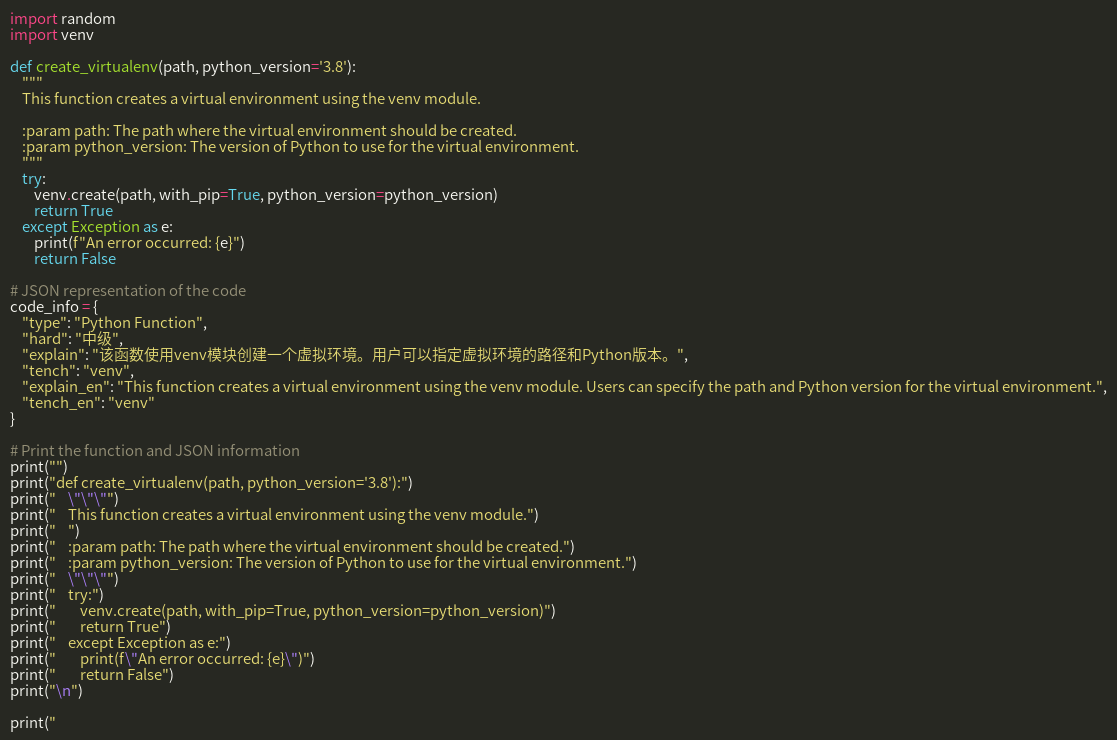 import random
import venv

def create_virtualenv(path, python_version='3.8'):
    """
    This function creates a virtual environment using the venv module.

    :param path: The path where the virtual environment should be created.
    :param python_version: The version of Python to use for the virtual environment.
    """
    try:
        venv.create(path, with_pip=True, python_version=python_version)
        return True
    except Exception as e:
        print(f"An error occurred: {e}")
        return False

# JSON representation of the code
code_info = {
    "type": "Python Function",
    "hard": "中级",
    "explain": "该函数使用venv模块创建一个虚拟环境。用户可以指定虚拟环境的路径和Python版本。",
    "tench": "venv",
    "explain_en": "This function creates a virtual environment using the venv module. Users can specify the path and Python version for the virtual environment.",
    "tench_en": "venv"
}

# Print the function and JSON information
print("")
print("def create_virtualenv(path, python_version='3.8'):")
print("    \"\"\"")
print("    This function creates a virtual environment using the venv module.")
print("    ")
print("    :param path: The path where the virtual environment should be created.")
print("    :param python_version: The version of Python to use for the virtual environment.")
print("    \"\"\"")
print("    try:")
print("        venv.create(path, with_pip=True, python_version=python_version)")
print("        return True")
print("    except Exception as e:")
print("        print(f\"An error occurred: {e}\")")
print("        return False")
print("\n")

print("